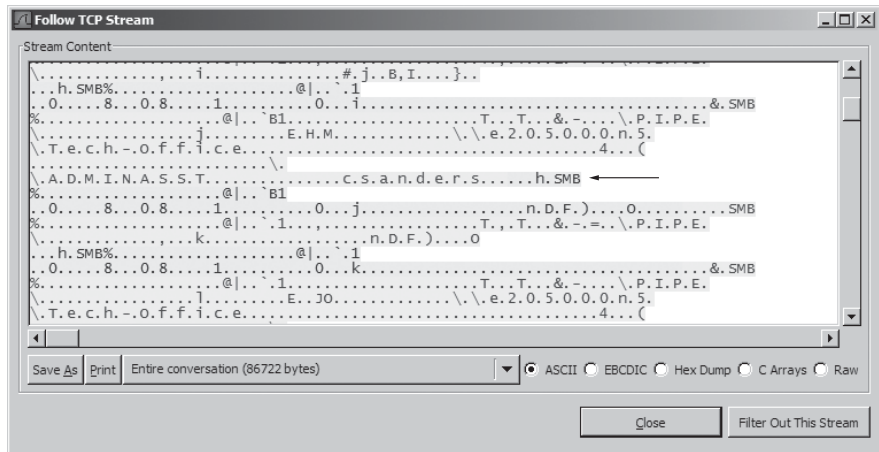 Follow TCP Stream
Stream Content
\.............,...i...............#.j..B,I....}..
...h.SMB%....................@|..`.1
..0.....8...0.8.....1..........0...i...................................&.SMB
%....................@|..`B1.....................T...T...&.-....\.P.I.P.E.
\...............j.........E.H.M.............\.\.e.2.0.5.0.0.0.n.5.
\.T.e.c.h.-.O.f.f.i.c.e.....................................4...(
..........................\.
\.A.D.M.I.N.A.S.S.T...............c.s.a.n.d.e.r.s......h.SMB
%....................@|..`B1
..0.....8...0.8.....1..........0...j................n.D.F.)....O..........SMB
%....................@|..`.1...,................T.,.T...&.-.=..\.P.I.P.E.
\.............,...k.................n.D.F.)....O
...h.SMB%....................@|..`.1
..0.....8...0.8.....1..........0...k...................................&.SMB
%....................@|..`.1.....................T...T...&.-....\.P.I.P.E.
\...............l.........E..JO.............\.\.e.2.0.5.0.0.0.n.5.
\.T.e.c.h.-.O.f.f.i.c.e.....................................4...(
Save As Print Entire conversation (86722 bytes) ASCII EBCDIC Hex Dump C Arrays Raw
Close Filter Out This Stream